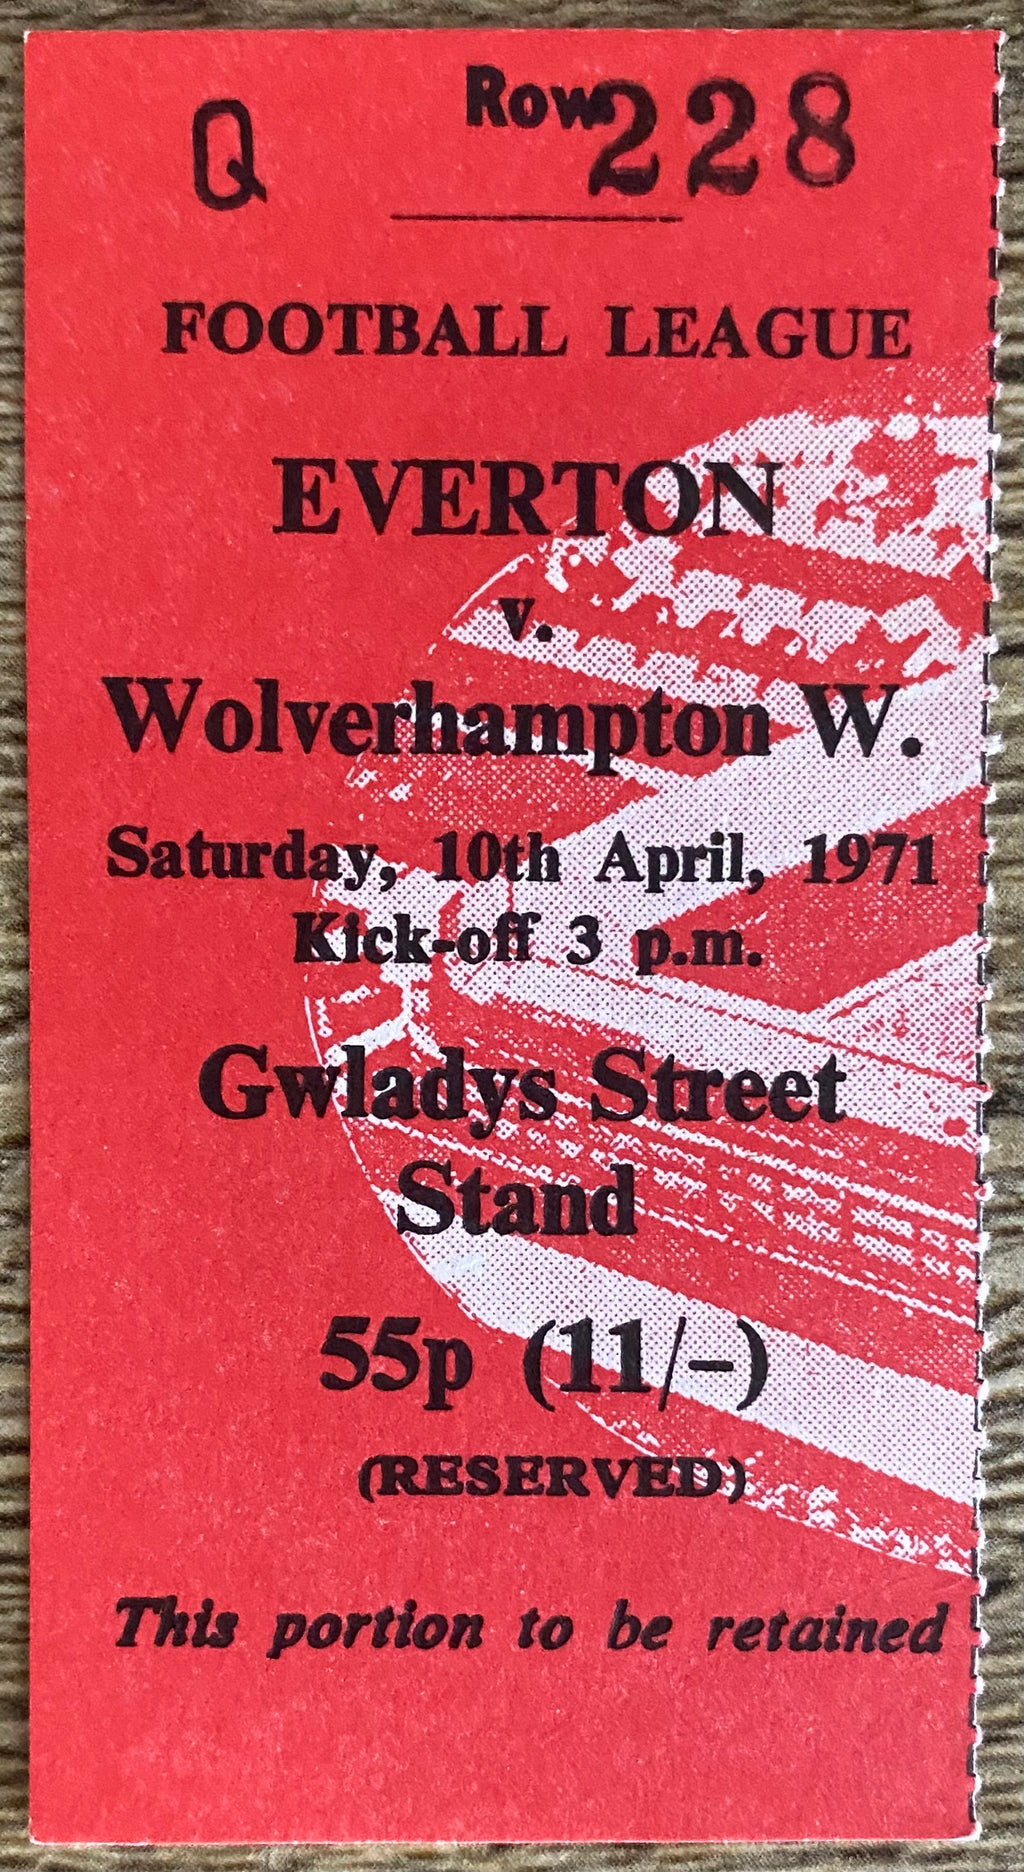 Q Row 228
FOOTBALL LEAGUE
EVERTON
v.
Wolverhampton W.
Saturday, 10th April, 1971
Kick-off 3 p.m.
Gwladys Street
Stand
55p (11/-)
(RESERVED)
This portion to be retained